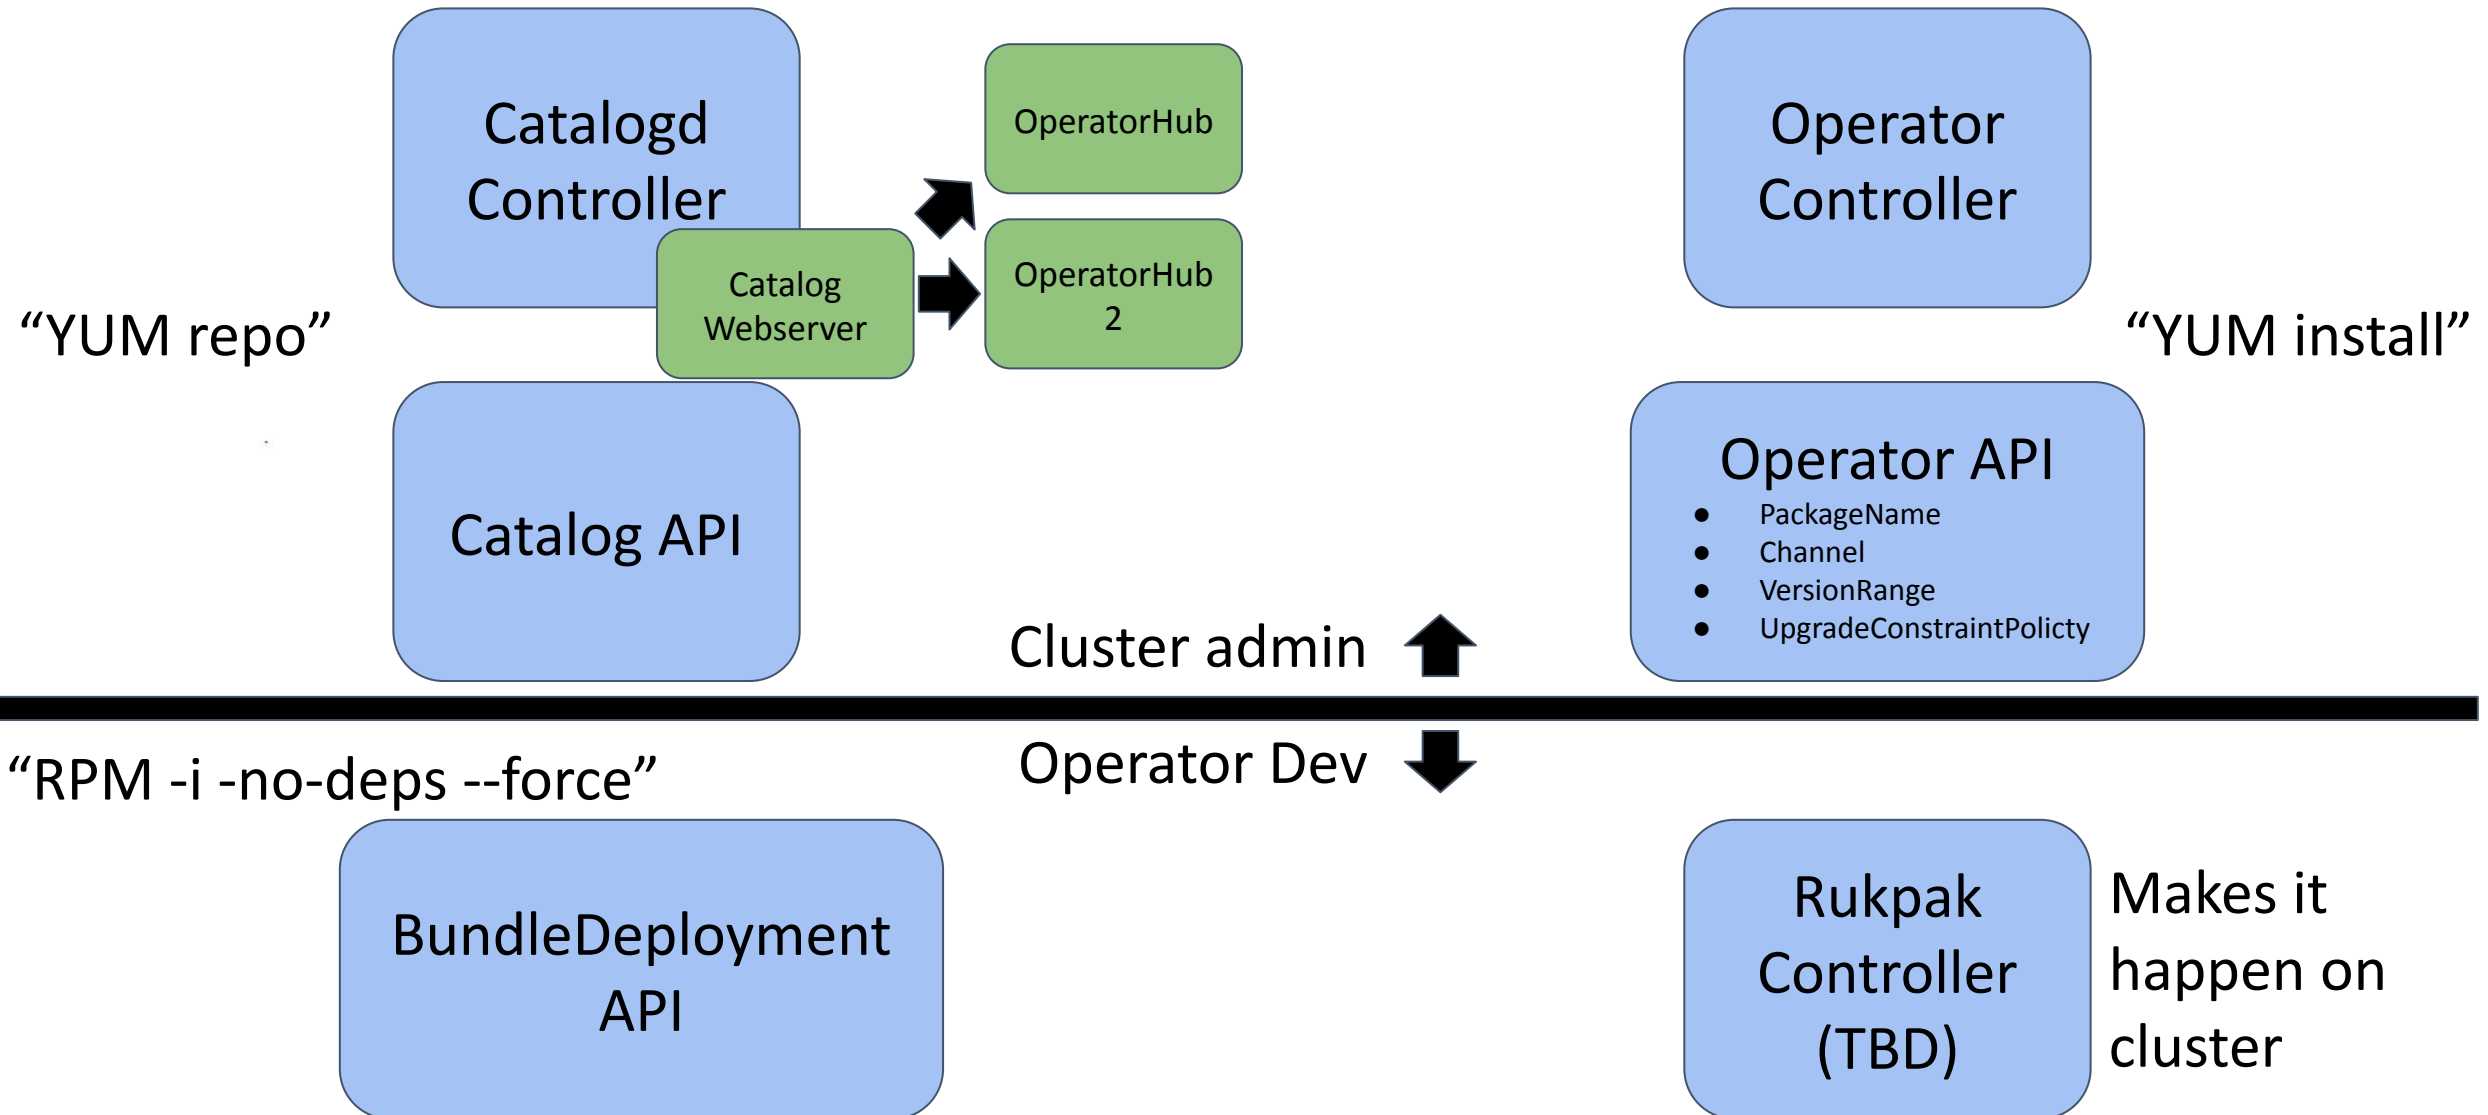 Catalogd
Controller
OperatorHub
Operator
Controller
Catalog
Webserver
OperatorHub
2
“YUM repo”
“YUM install”
Catalog API
Operator API
● PackageName
● Channel
● VersionRange
● UpgradeConstraintPolicty
Cluster admin
Operator Dev
“RPM -i -no-deps --force”
BundleDeployment
API
Rukpak
Controller
(TBD)
Makes it
happen on
cluster